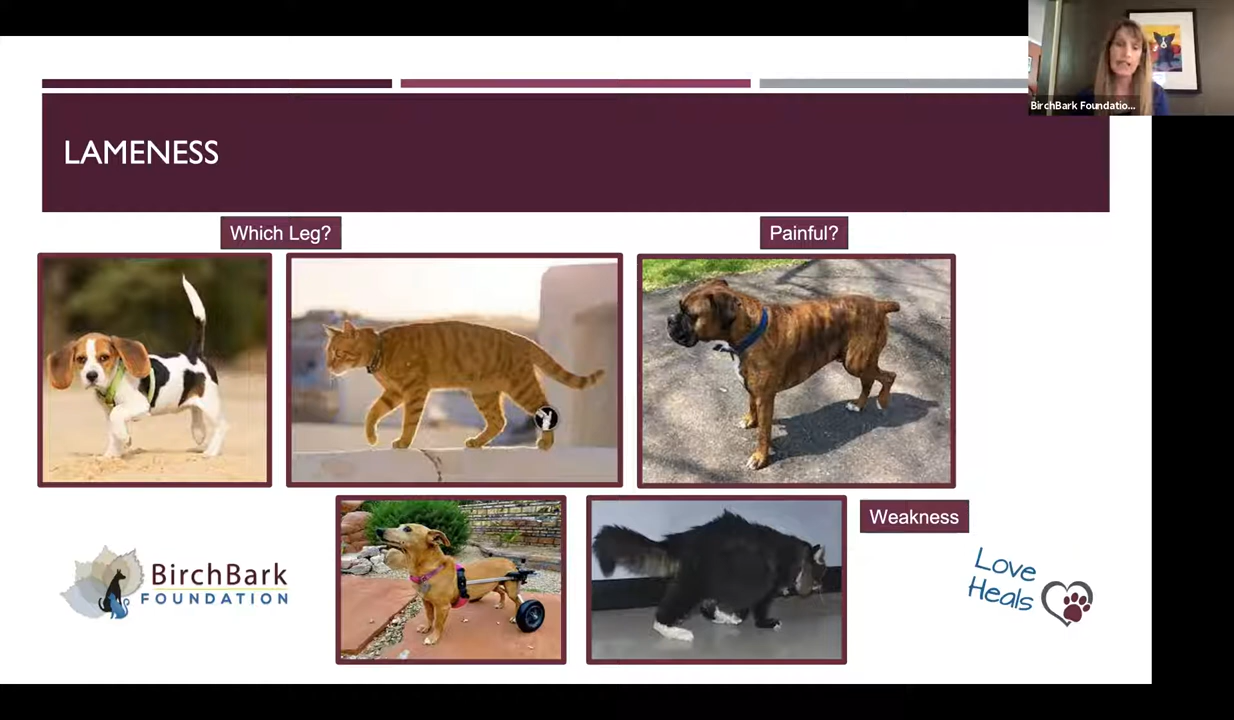 BirchBark Foundatio...
LAMENESS
Which Leg?
Painful?
Weakness
BirchBark
FOUNDATION
Love
Heals